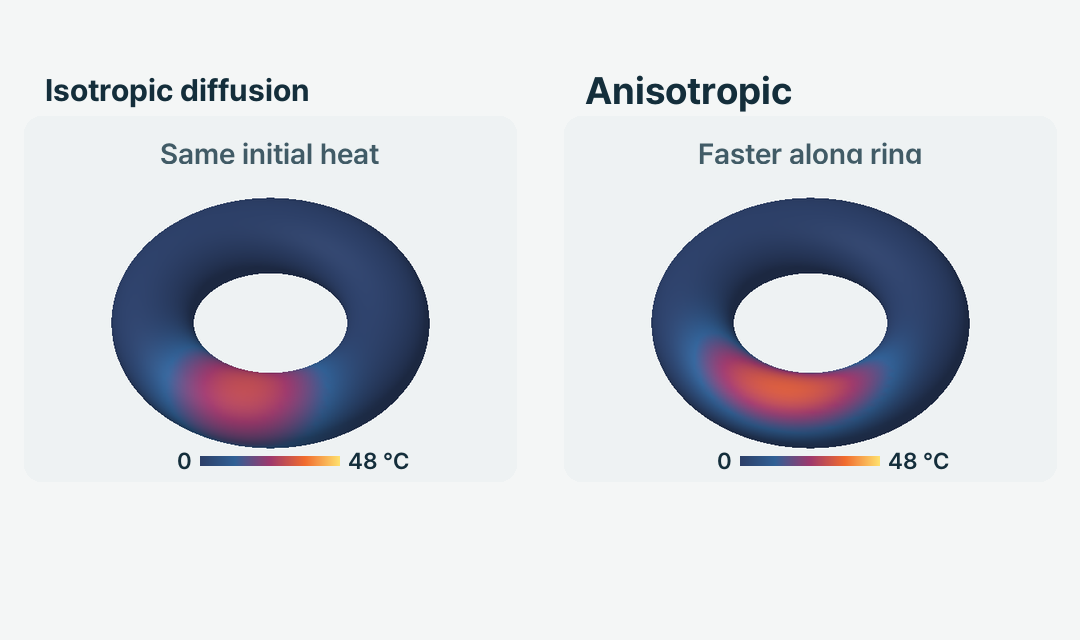 Isotropic diffusion
Anisotropic
Same initial heat
Faster along ring
0 48 °C
0 48 °C